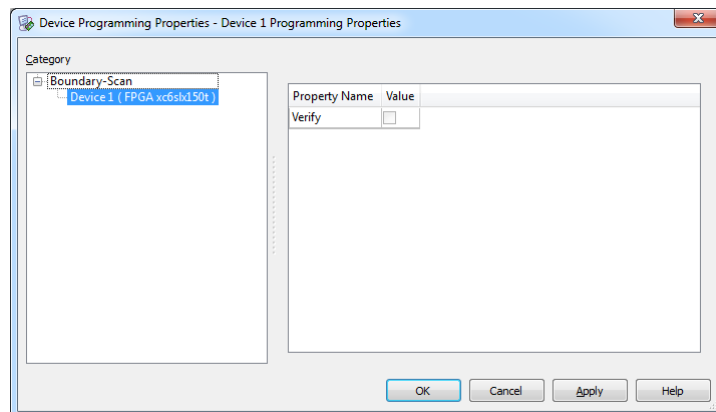 Device Programming Properties - Device 1 Programming Properties
Category
Boundary-Scan
Device 1 ( FPGA xc6slx150t )
Property Name Value
Verify
OK Cancel Apply Help